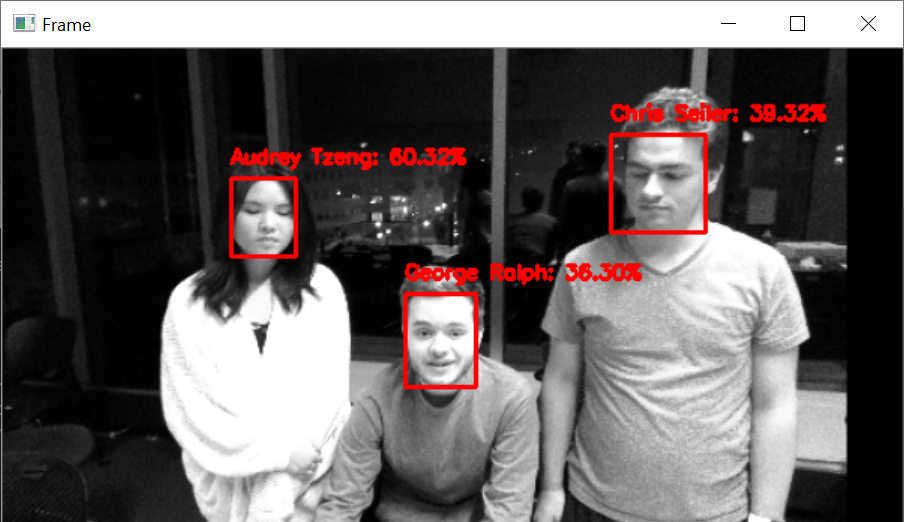 Frame
Chris Seiler: 39.32%
Audrey Tzeng: 60.32%
George Ralph: 36.30%